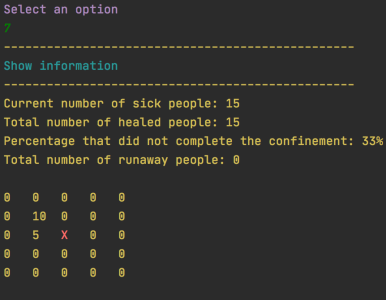 Select an option
7
-------------------------------------------------
Show information
-------------------------------------------------
Current number of sick people: 15
Total number of healed people: 15
Percentage that did not complete the confinement: 33%
Total number of runaway people: 0
0 0 0 0 0
0 10 0 0 0
0 5 X 0 0
0 0 0 0 0
0 0 0 0 0